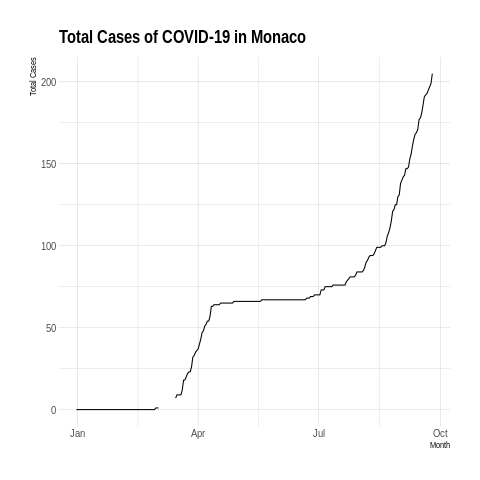 Total Cases of COVID-19 in Monaco
Total Cases
200
150
100
50
0
Jan Apr Jul Oct
Month